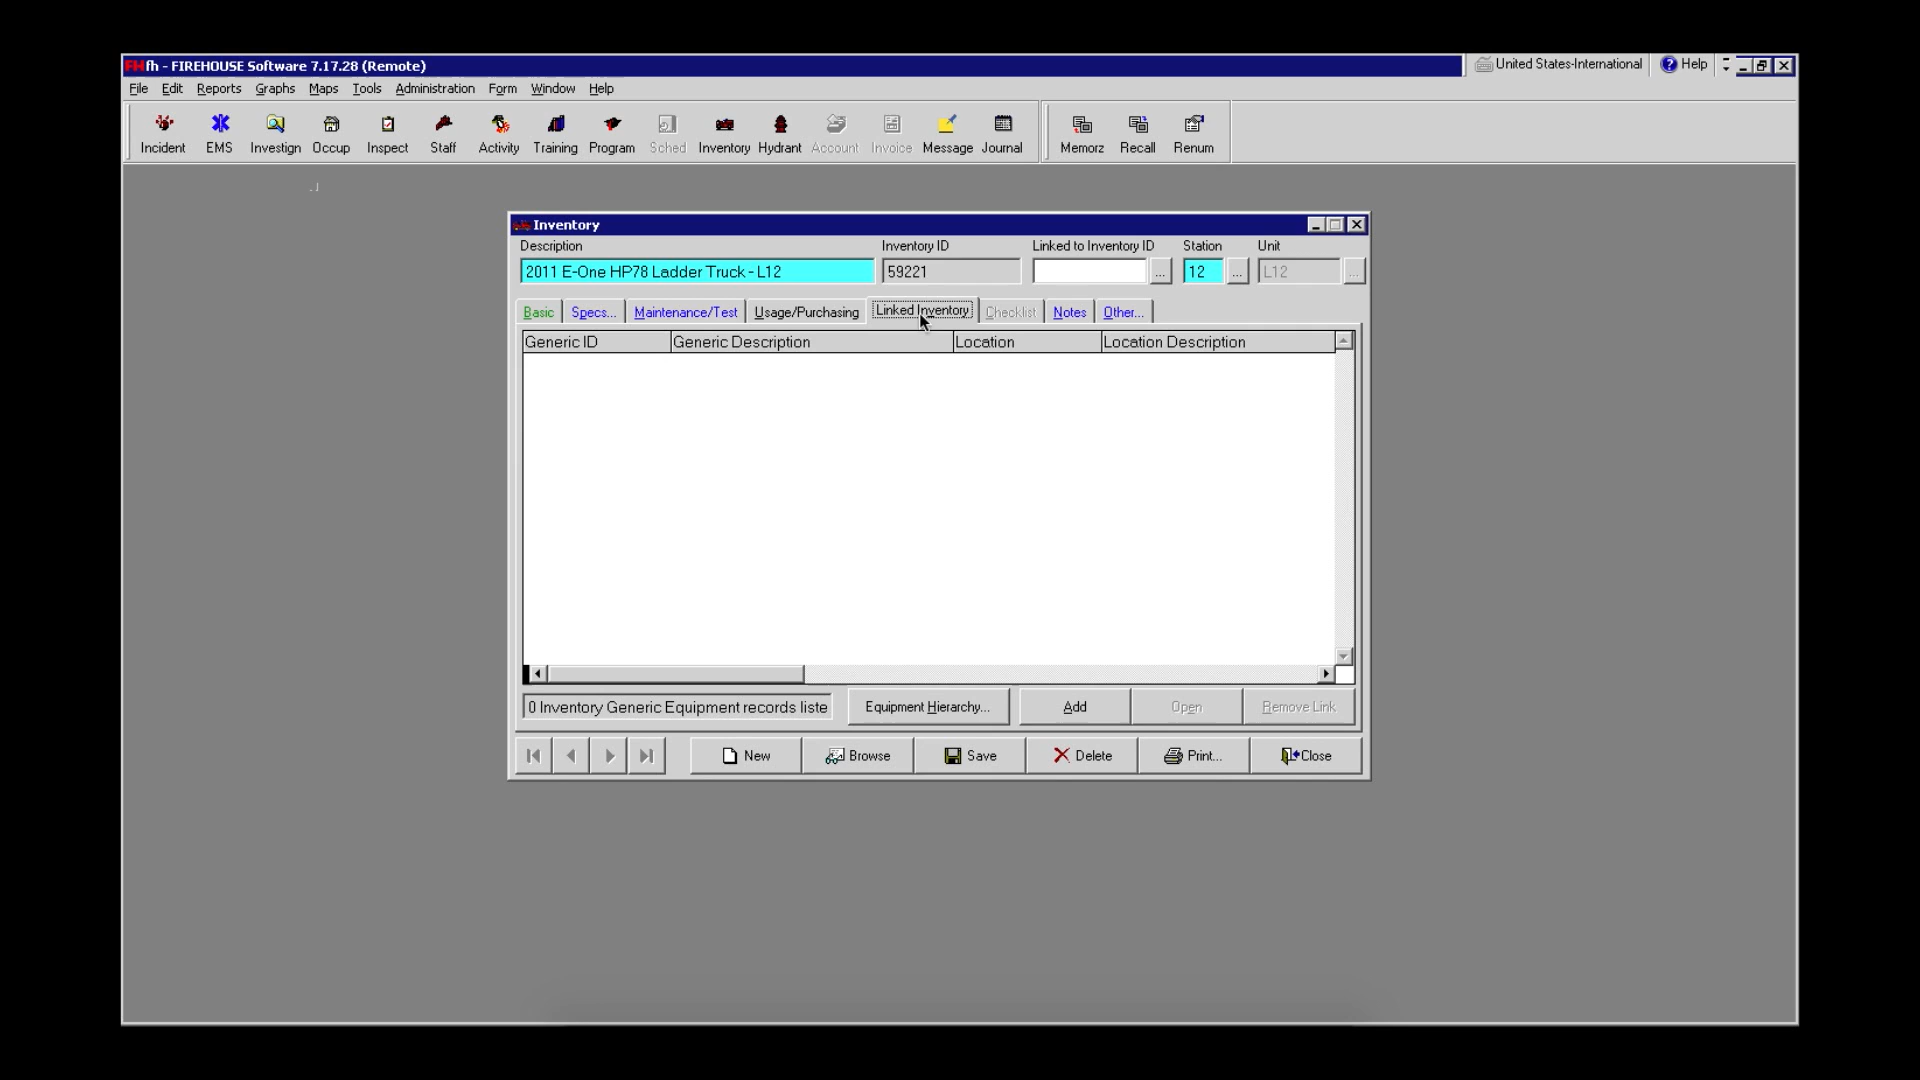 FH fh - FIREHOUSE Software 7.17.28 (Remote)
United States-International Help
File Edit Reports Graphs Maps Tools Administration Form Window Help
Incident EMS Investign Occup Inspect Staff Activity Training Program Sched Inventory Hydrant Account Invoice Message Journal Memorz Recall Renum
Inventory
Description Inventory ID Linked to Inventory ID Station Unit
2011 E-One HP78 Ladder Truck - L12 59221 ... 12 ... L12 ...
Basic Specs... Maintenance/Test Usage/Purchasing Linked Inventory Checklist Notes Other...
Generic ID Generic Description Location Location Description
0 Inventory Generic Equipment records liste Equipment Hierarchy... Add Open Remove Link
New Browse Save Delete Print... Close